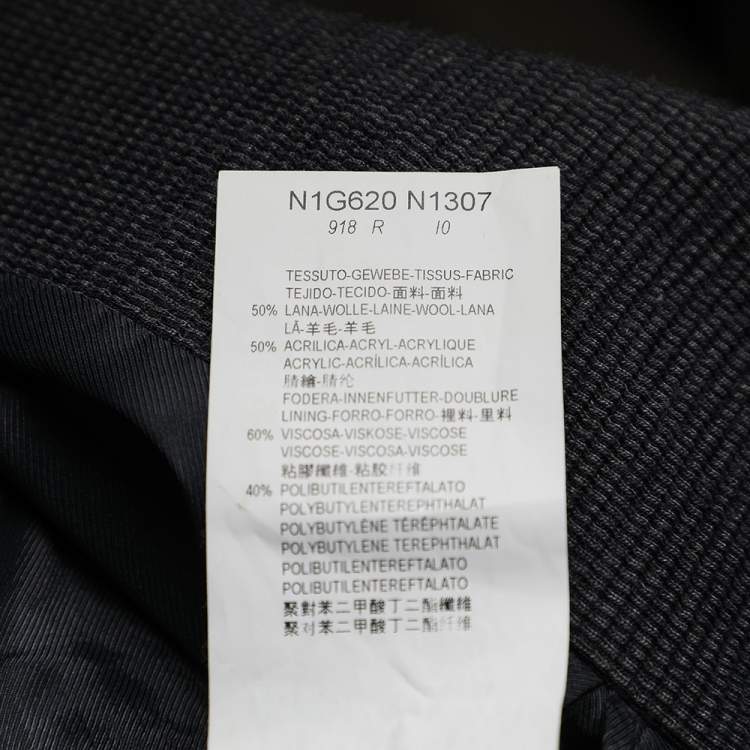 N1G620 N1307
918 R 10
TESSUTO-GEWEBE-TISSUS-FABRIC
TEJIDO-TECIDO-面料-面料
50% LANA-WOLLE-LAINE-WOOL-LANA
LÃ-羊毛-羊毛
50% ACRILICA-ACRYL-ACRYLIQUE
ACRYLIC-ACRÍLICA-ACRÍLICA
腈繪-腈纶
FODERA-INNENFUTTER-DOUBLURE
LINING-FORRO-FORRO-裡料-里料
60% VISCOSA-VISKOSE-VISCOSE
VISCOSE-VISCOSA-VISCOSE
粘膠纖維-粘胶纤维
40% POLIBUTILENTEREFTALATO
POLYBUTYLENTEREPHTHALAT
POLYBUTYLÈNE TÉRÉPHTALATE
POLYBUTYLENE TEREPHTHALAT
POLIBUTILENTEREFTALATO
POLIBUTILENTEREFTALATO
聚對苯二甲酸丁二酯纖維
聚对苯二甲酸丁二酯纤维